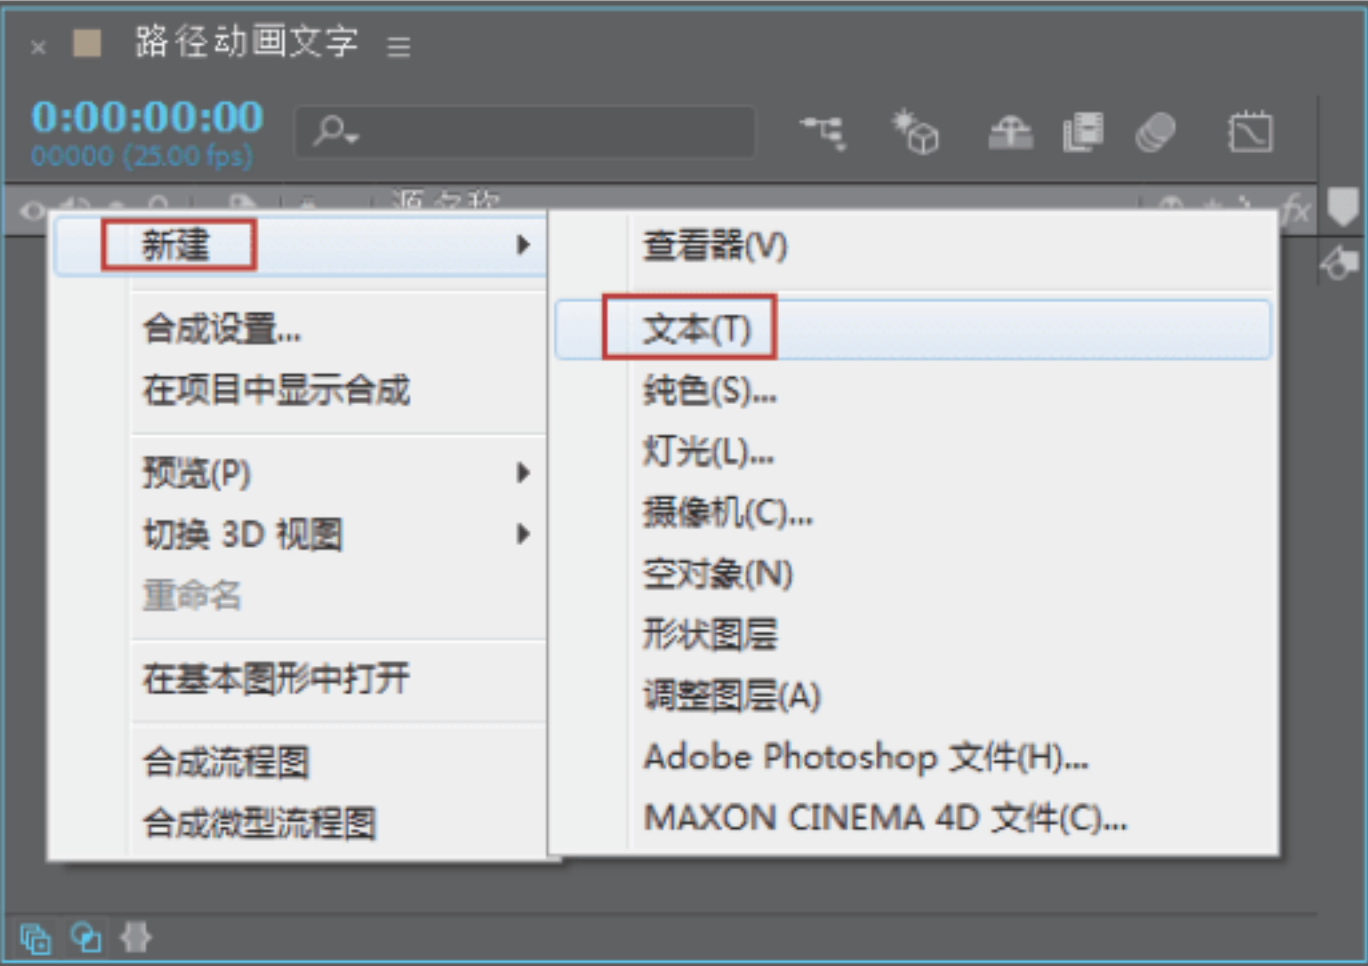 路径动画文字
0:00:00:00
00000 (25.00 fps)
源名称
fx
新建
合成设置...
在项目中显示合成
预览(P)
切换 3D 视图
重命名
在基本图形中打开
合成流程图
合成微型流程图
查看器(V)
文本(T)
纯色(S)...
灯光(L)...
摄像机(C)...
空对象(N)
形状图层
调整图层(A)
Adobe Photoshop 文件(H)...
MAXON CINEMA 4D 文件(C)...